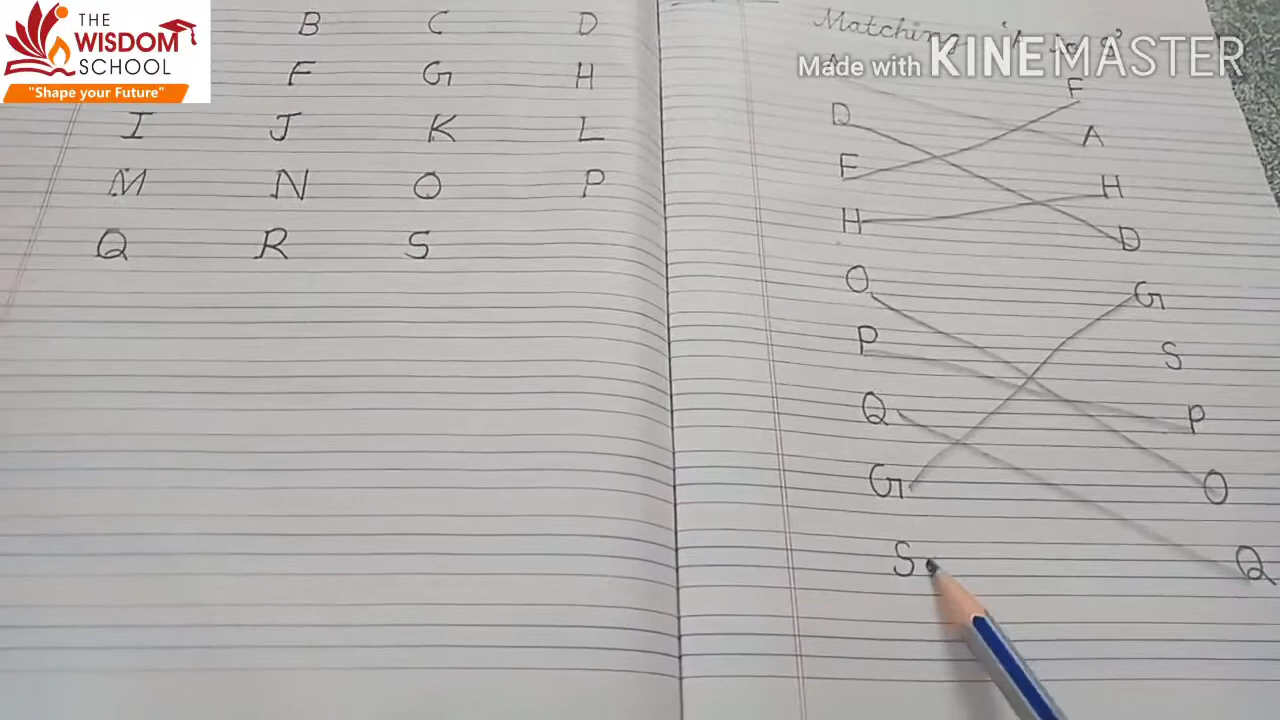 THE
WISDOM
SCHOOL
"Shape your Future"
B C D
F G H
I J K L
M N O P
Q R S
Matching
Made with KINEMASTER
F
D A
F H
H D
O G
P S
Q P
G O
S Q